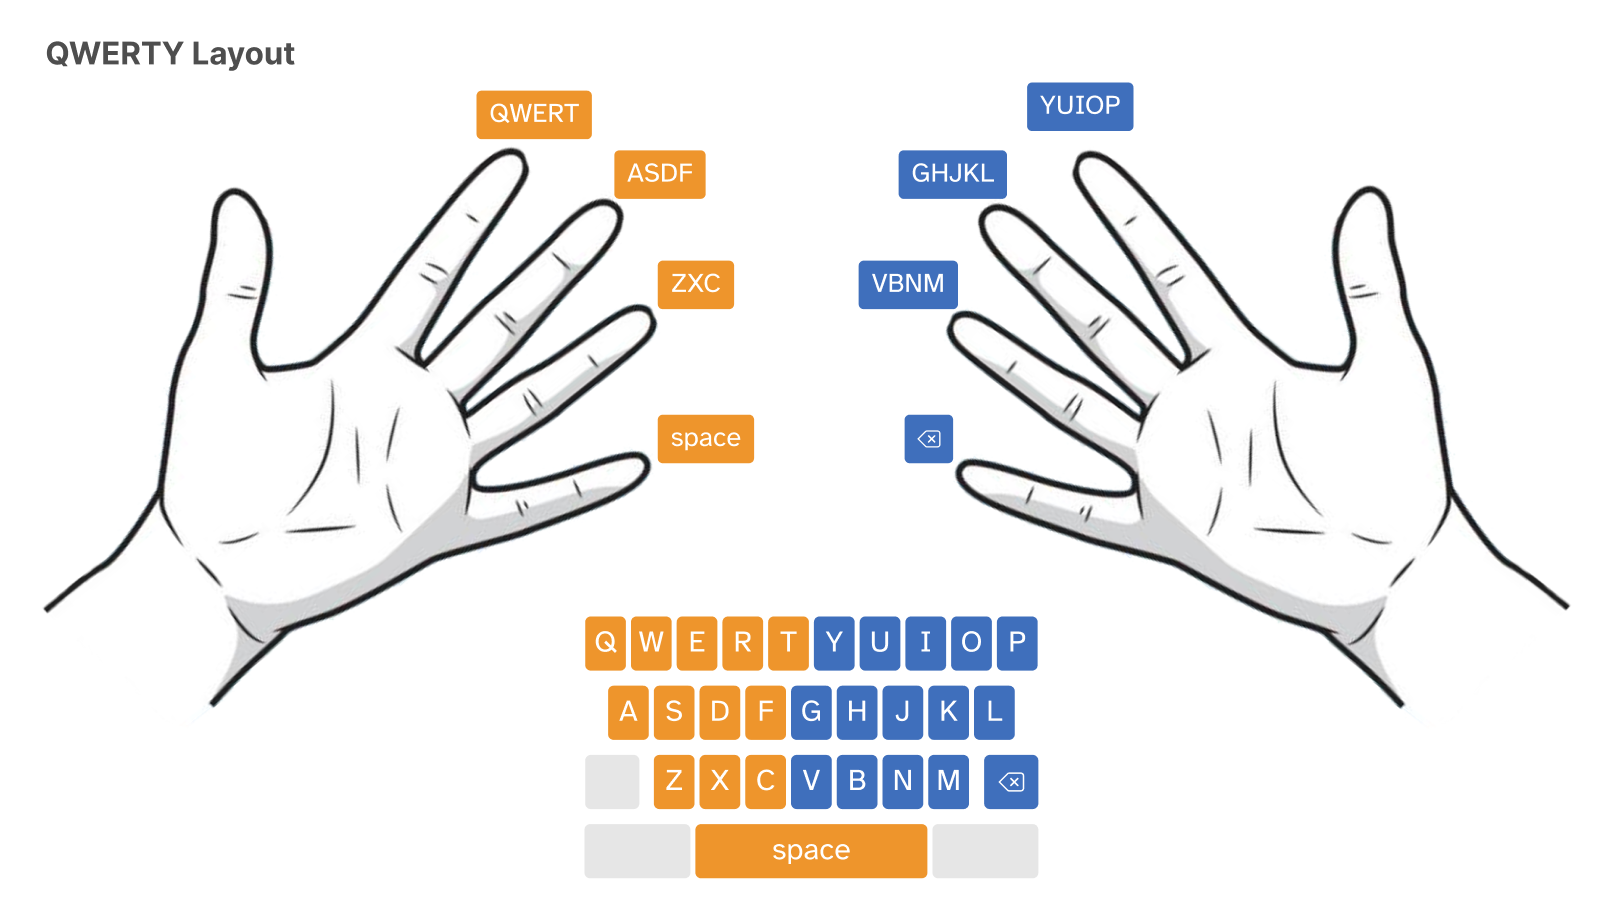 QWERTY Layout
QWERT
YUIOP
ASDF
GHJKL
ZXC
VBNM
space
Q W E R T Y U I O P
A S D F G H J K L
Z X C V B N M
space